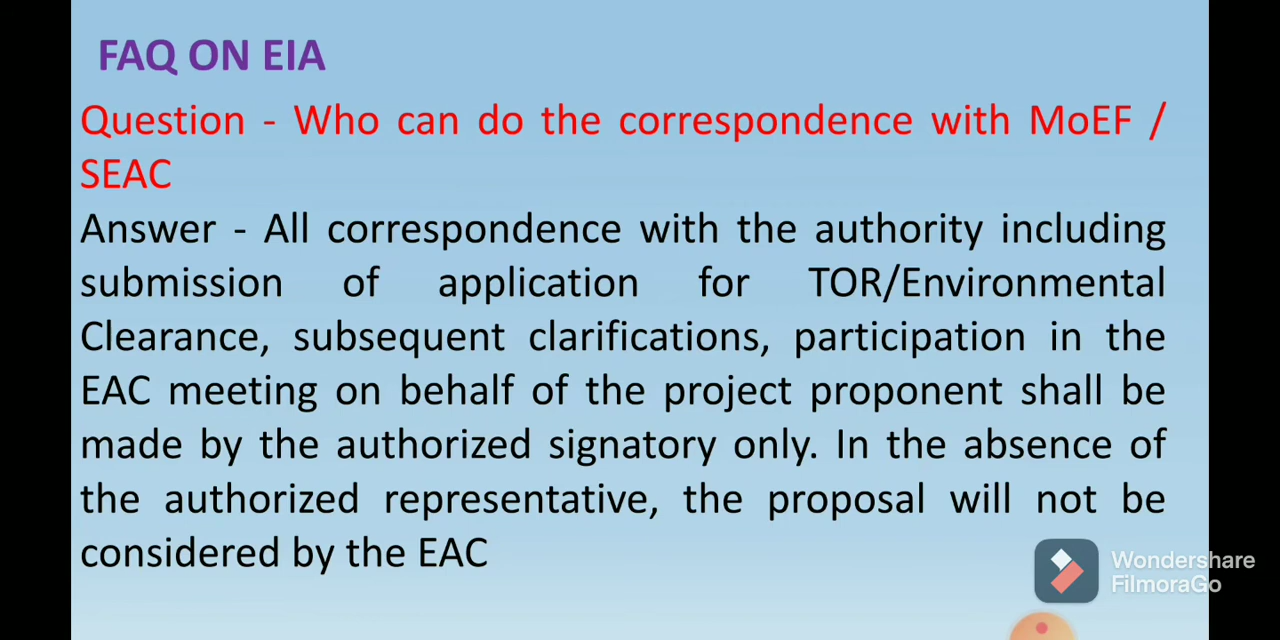 FAQ ON EIA
Question - Who can do the correspondence with MoEF /
SEAC
Answer - All correspondence with the authority including
submission of application for TOR/Environmental
Clearance, subsequent clarifications, participation in the
EAC meeting on behalf of the project proponent shall be
made by the authorized signatory only. In the absence of
the authorized representative, the proposal will not be
considered by the EAC
Wondershare
FilmoraGo